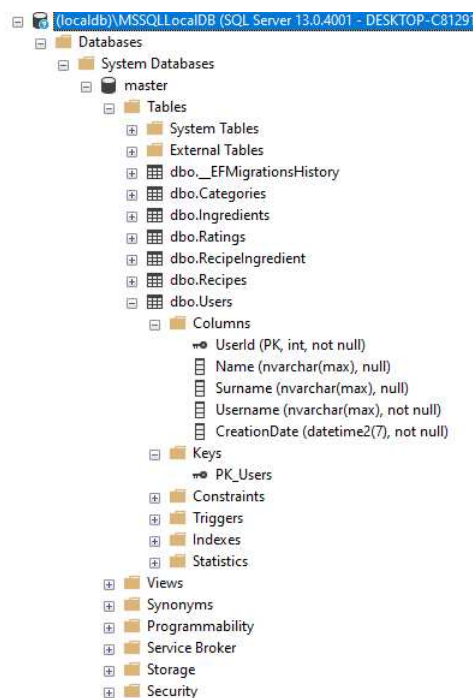 (localdb)\MSSQLLocalDB (SQL Server 13.0.4001 - DESKTOP-C81291
Databases
System Databases
master
Tables
System Tables
External Tables
dbo.__EFMigrationsHistory
dbo.Categories
dbo.Ingredients
dbo.Ratings
dbo.RecipeIngredient
dbo.Recipes
dbo.Users
Columns
UserId (PK, int, not null)
Name (nvarchar(max), null)
Surname (nvarchar(max), null)
Username (nvarchar(max), not null)
CreationDate (datetime2(7), not null)
Keys
PK_Users
Constraints
Triggers
Indexes
Statistics
Views
Synonyms
Programmability
Service Broker
Storage
Security